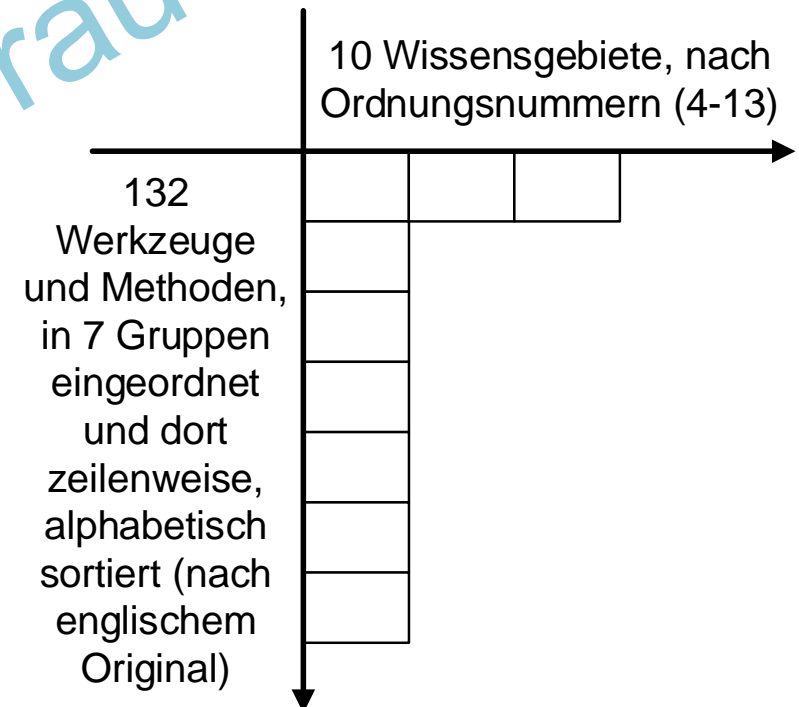 rau
10 Wissensgebiete, nach
Ordnungsnummern (4-13)
132
Werkzeuge
und Methoden,
in 7 Gruppen
eingeordnet
und dort
zeilenweise,
alphabetisch
sortiert (nach
englischem
Original)